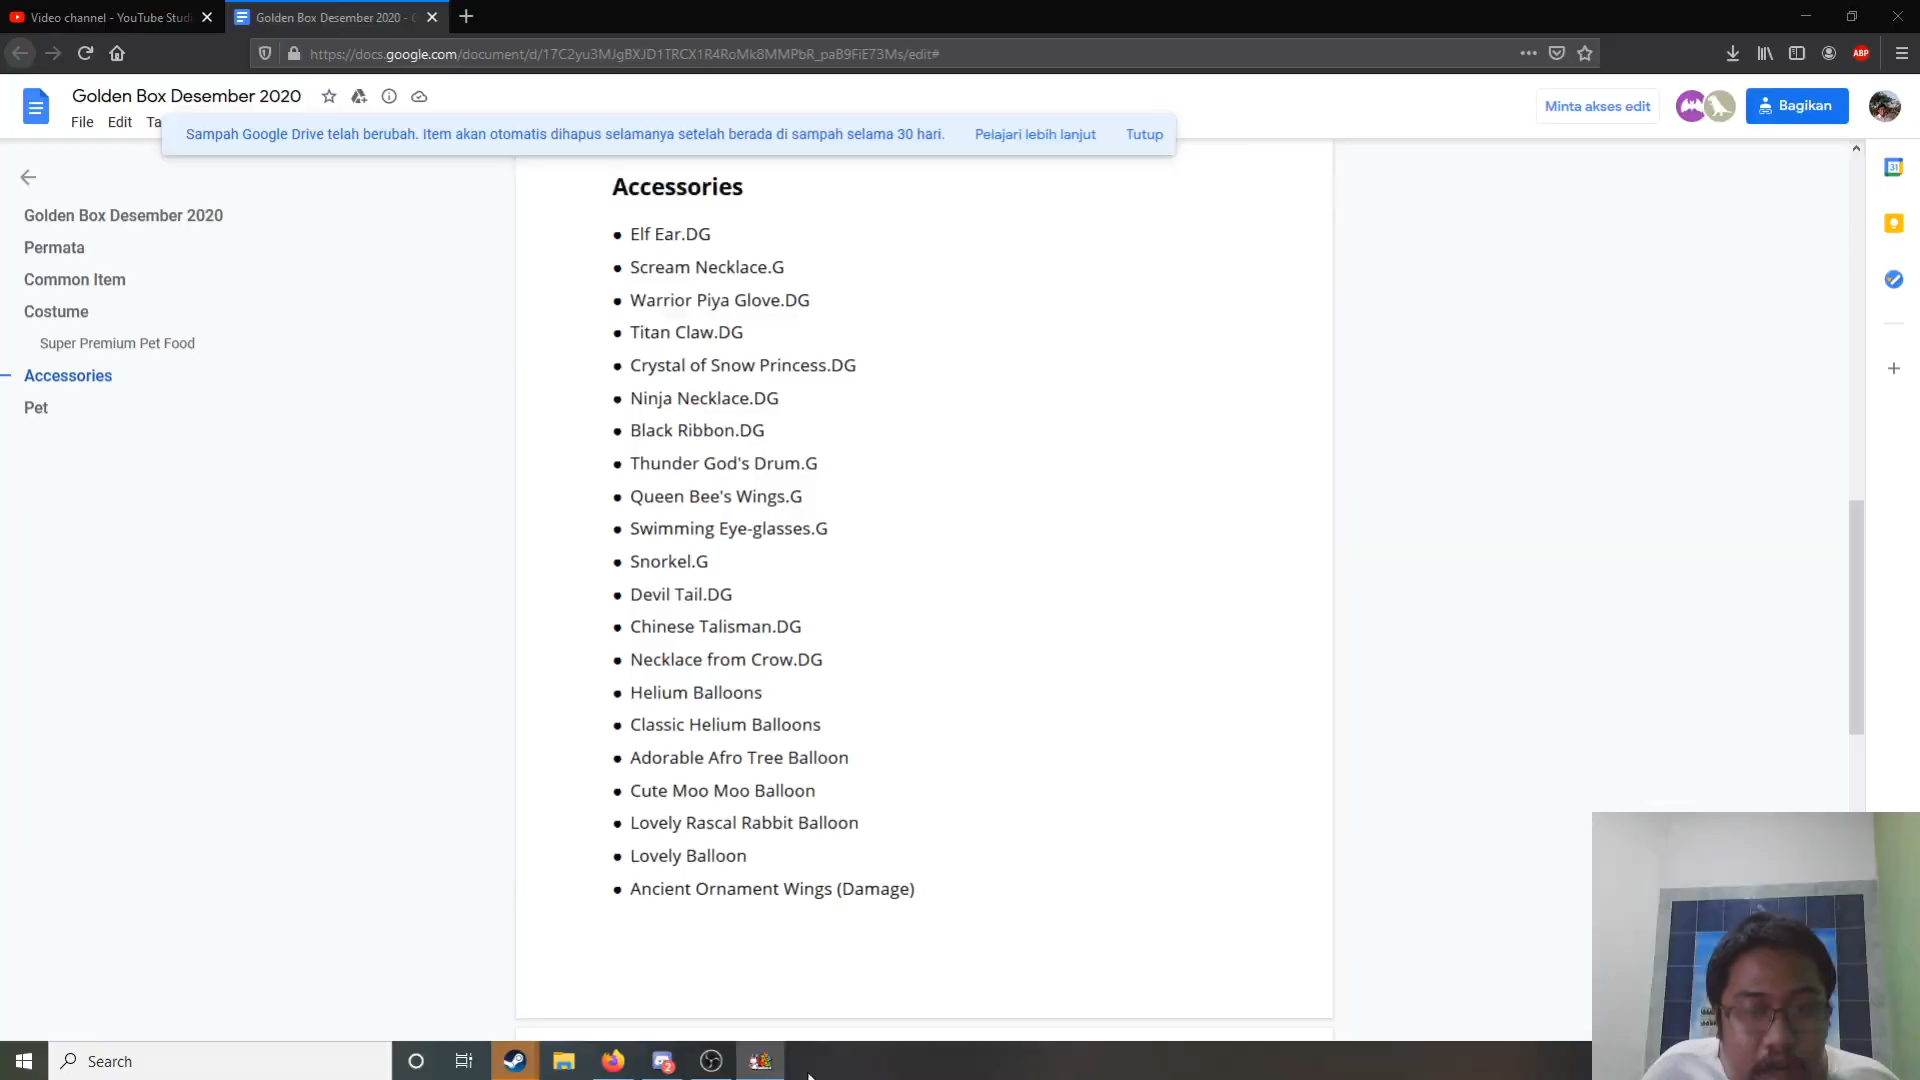 Video channel - YouTube Studi
Golden Box Desember 2020 - G
https://docs.google.com/document/d/17C2yu3MJgBXJD1TRCX1R4RoMk8MMPbR_paB9FiE73Ms/edit#
ABP
Golden Box Desember 2020
File Edit Ta
Minta akses edit
Bagikan
Sampah Google Drive telah berubah. Item akan otomatis dihapus selamanya setelah berada di sampah selama 30 hari. Pelajari lebih lanjut Tutup
31
Golden Box Desember 2020
Permata
Common Item
Costume
Super Premium Pet Food
Accessories
Pet
Accessories
Elf Ear.DG
Scream Necklace.G
Warrior Piya Glove.DG
Titan Claw.DG
Crystal of Snow Princess.DG
Ninja Necklace.DG
Black Ribbon.DG
Thunder God's Drum.G
Queen Bee's Wings.G
Swimming Eye-glasses.G
Snorkel.G
Devil Tail.DG
Chinese Talisman.DG
Necklace from Crow.DG
Helium Balloons
Classic Helium Balloons
Adorable Afro Tree Balloon
Cute Moo Moo Balloon
Lovely Rascal Rabbit Balloon
Lovely Balloon
Ancient Ornament Wings (Damage)
Search
2